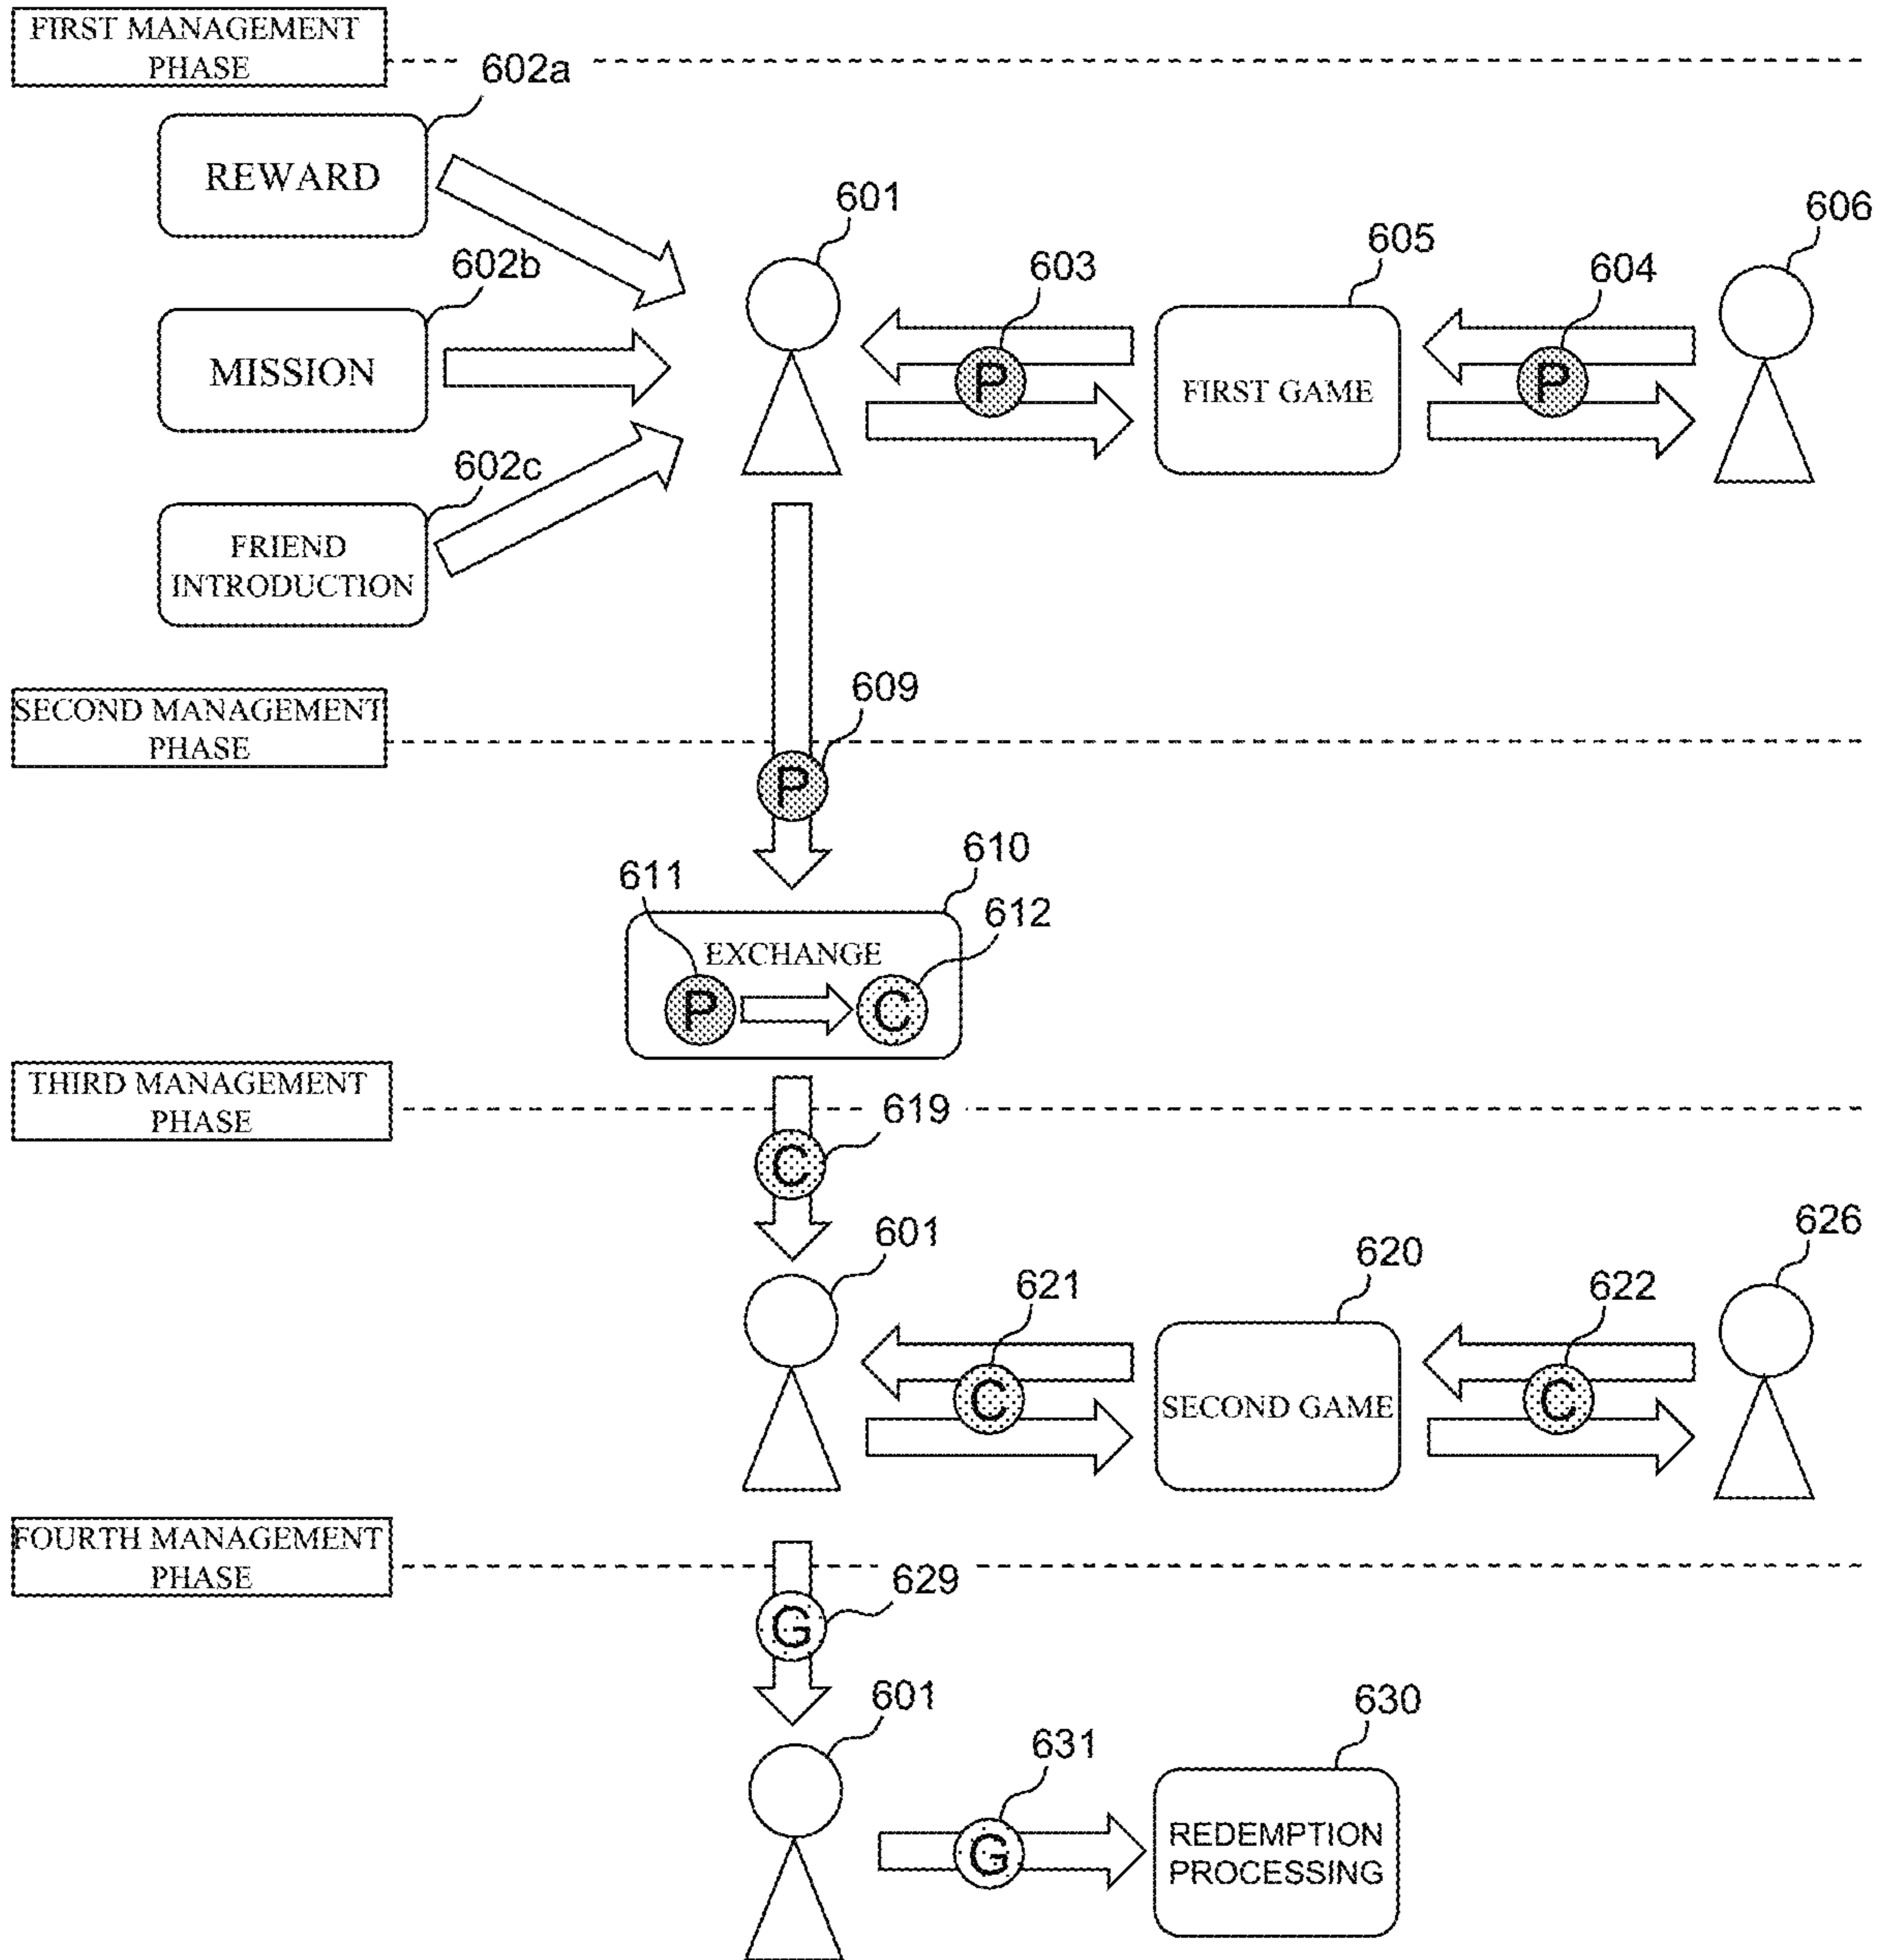 FIRST MANAGEMENT
PHASE
602a
REWARD
601
606
602b
603
605
604
MISSION
P
FIRST GAME
P
602c
FRIEND
INTRODUCTION
609
SECOND MANAGEMENT
PHASE
P
610
611
612
EXCHANGE
P
C
THIRD MANAGEMENT
PHASE
619
C
601
620
626
621
622
C
SECOND GAME
C
FOURTH MANAGEMENT
PHASE
629
G
601
630
631
G
REDEMPTION
PROCESSING